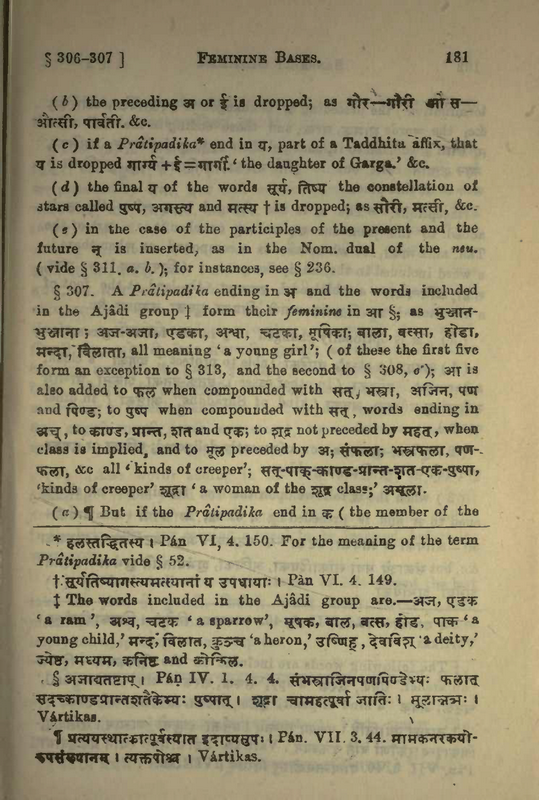 § 306-307 ] FEMININE BASES. 181
( b ) the preceding अ or ई is dropped; as गौर—गौरी औ स—
औत्सी, पार्वती. &c.
( c ) if a Prâtipadika* end in य, part of a Taddhita affix, that
य is dropped गार्ग्य + ई = गार्गी. ‘ the daughter of Garga.’ &c.
( d ) the final य of the words सूर्य, तिष्य the constellation of
stars called पुष्य, अगस्त्य and मत्स्य † is dropped; as सौरी, मत्सी, &c.
( e ) in the case of the participles of the present and the
future न् is inserted, as in the Nom. dual of the neu.
( vide § 311. a. b. ); for instances, see § 236.
§ 307. A Prâtipadika ending in अ and the words included
in the Ajâdi group ‡ form their feminine in आ §; as भुञ्जान-
भुञ्जाना ; अज-अजा, एडका, अश्वा, चटका, मूषिका; बाला, वत्सा, होडा,
मन्दा, विलाता, all meaning ‘ a young girl’; ( of these the first five
form an exception to § 313, and the second to § 308, ); आ is
also added to फल when compounded with सत्, भस्त्रा, अजिन, पण
and पिण्ड; to पुष्प when compounded with सत्, words ending in
अच्, to काण्ड, प्रान्त, शत and एक; to शूद्र not preceded by महत्, when
class is implied, and to मूल preceded by अ; संफला; भस्त्रफला, पण-
फला, &c all ‘ kinds of creeper’; सत्-पाक्-काण्ड-प्रान्त-शत-एक-पुष्पा,
‘kinds of creeper’ शूद्रा ‘ a woman of the शूद्र class;’ अमूला.
( a ) ¶ But if the Prâtipadika end in क ( the member of the
* हलस्तद्धितस्य । Pán VI, 4. 150. For the meaning of the term
Prâtipadika vide § 52.
† सूर्यतिष्यागस्त्यमत्स्यानां य उपधायाः । Pàn VI. 4. 149.
‡ The words included in the Ajâdi group are.—अज, एडक
‘ a ram ’, अश्व, चटक ‘ a sparrow’, मूषक, बाल, वत्स, होड, पाक ‘ a
young child,’ मन्द, विलात, क्रुञ्च ‘a heron,’ उष्णिह्, देवविश् ‘a deity,’
ज्येष्ठ, मध्यम, कनिष्ठ and कोकिल.
§ अजाद्यतष्टाप् । Pán IV. 1. 4. संभस्त्राजिनपणपिण्डेभ्यः फलात्
सदच्काण्डप्रान्तशतैकेभ्यः पुष्पात् । शूद्रा चामहत्पूर्वा जातिः । मूलान्नञः ।
Vártikas.
¶ प्रत्ययस्थात्कात्पूर्वस्यात इदाप्यसुपः । Pán. VII. 3. 44. मामकनरकयो-
रुपसंख्यानम् । त्यक्त्यपोश्च । Vártikas.